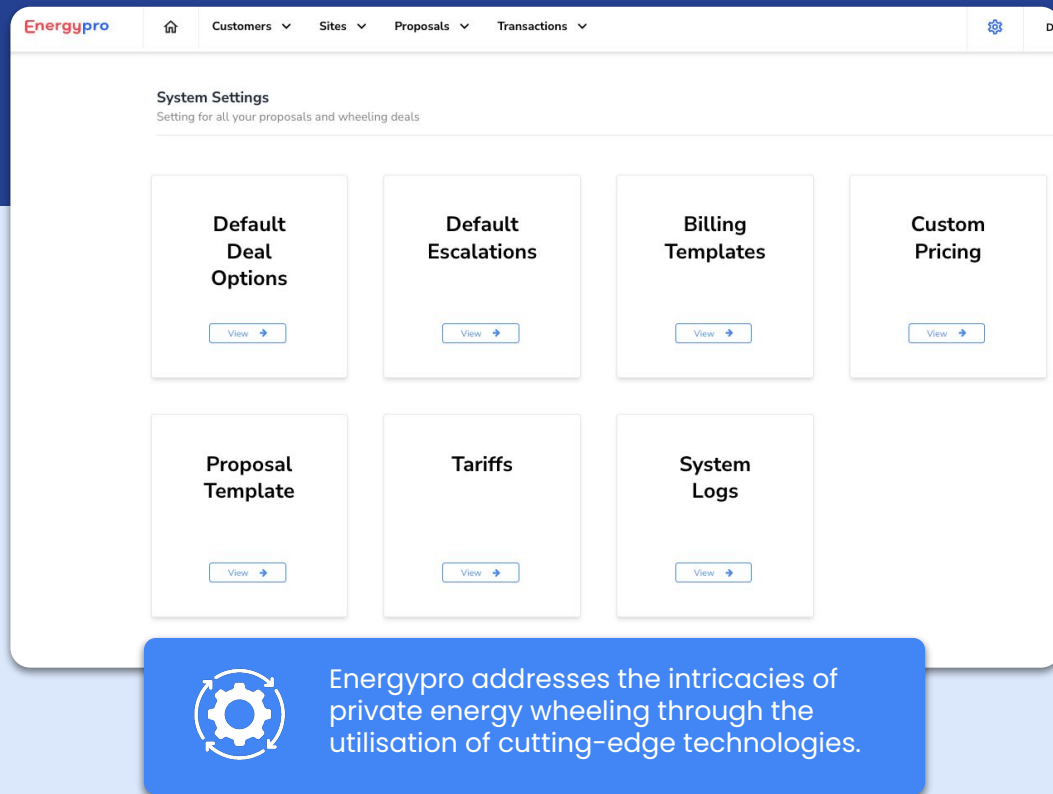 Energypro Customers Sites Proposals Transactions D
System Settings
Setting for all your proposals and wheeling deals
Default
Deal
Options
View
Default
Escalations
View
Billing
Templates
View
Custom
Pricing
View
Proposal
Template
View
Tariffs
View
System
Logs
View
Energypro addresses the intricacies of
private energy wheeling through the
utilisation of cutting-edge technologies.